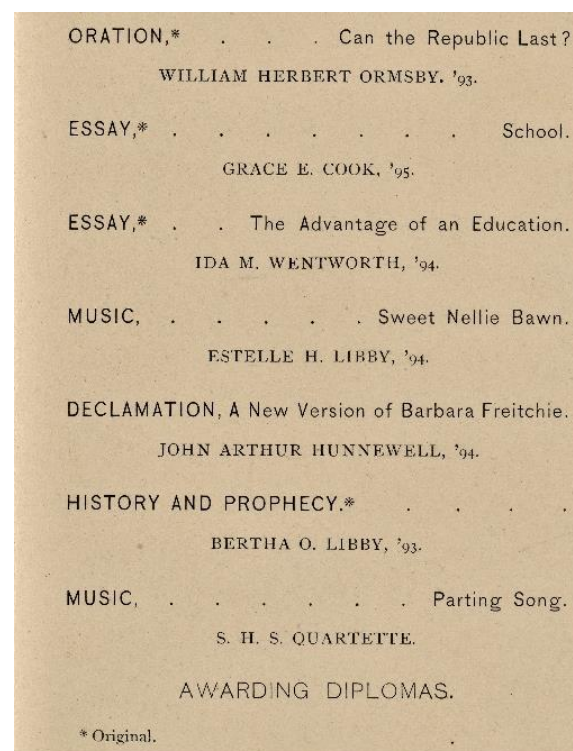 ORATION,* . . . Can the Republic Last?
WILLIAM HERBERT ORMSBY. '93.
ESSAY,* . . . . . . . School.
GRACE E. COOK, '95.
ESSAY,* . . The Advantage of an Education.
IDA M. WENTWORTH, '94.
MUSIC, . . . . . Sweet Nellie Bawn.
ESTELLE H. LIBBY, '94.
DECLAMATION, A New Version of Barbara Freitchie.
JOHN ARTHUR HUNNEWELL, '94.
HISTORY AND PROPHECY.* . . . .
BERTHA O. LIBBY, '93.
MUSIC, . . . . . . Parting Song.
S. H. S. QUARTETTE.
AWARDING DIPLOMAS.
* Original.